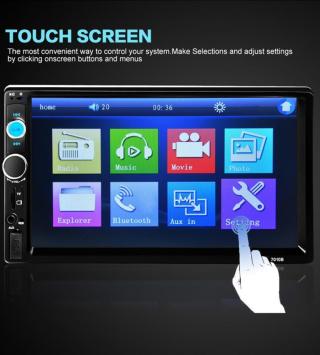 TOUCH SCREEN
The most convenient way to control your system.Make Selections and adjust settings
by clicking onscreen buttons and menus
home 20 00:36
Radio Music Movie Photo
Explorer Bluetooth Aux in Setting
7010B